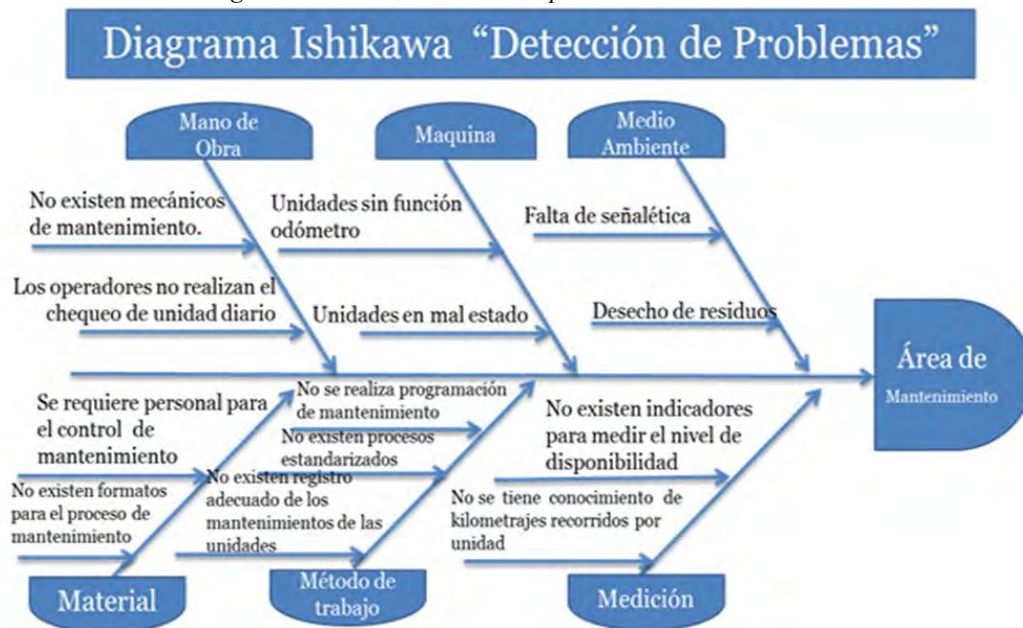 Diagrama Ishikawa “Detección de Problemas”
Mano de
Obra
Maquina
Medio
Ambiente
No existen mecánicos
de mantenimiento.
Unidades sin función
odómetro
Falta de señalética
Los operadores no realizan el
chequeo de unidad diario
Unidades en mal estado
Desecho de residuos
Área de
Mantenimiento
Se requiere personal para
el control de
mantenimiento
No se realiza programación
de mantenimiento
No existen procesos
estandarizados
No existen indicadores
para medir el nivel de
disponibilidad
No existen formatos
para el proceso de
mantenimiento
No existen registro
adecuado de los
mantenimientos de las
unidades
No se tiene conocimiento de
kilometrajes recorridos por
unidad
Material
Método de
trabajo
Medición